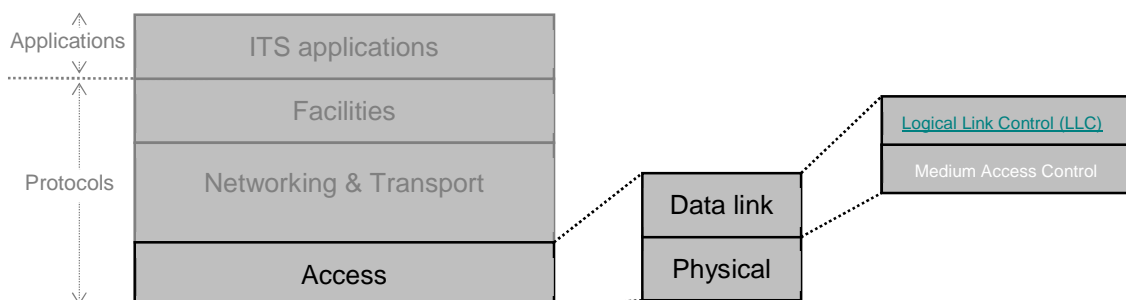 Applications
ITS applications
Facilities
Protocols
Networking & Transport
Access
Data link
Physical
Logical Link Control (LLC)
Medium Access Control